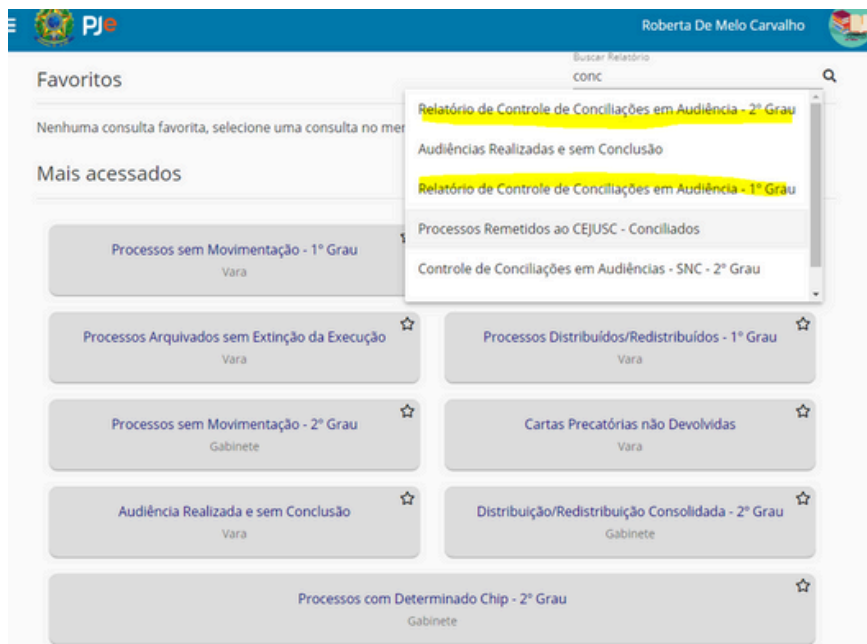 PJe
Roberta De Melo Carvalho
Favoritos
Buscar Relatório
conc
Nenhuma consulta favorita, selecione uma consulta no mer
Relatório de Controle de Conciliações em Audiência - 2º Grau
Audiências Realizadas e sem Conclusão
Relatório de Controle de Conciliações em Audiência - 1º Grau
Processos Remetidos ao CEJUSC - Conciliados
Controle de Conciliações em Audiências - SNC - 2º Grau
Mais acessados
Processos sem Movimentação - 1º Grau
Vara
Processos Arquivados sem Extinção da Execução
Vara
Processos Distribuídos/Redistribuídos - 1º Grau
Vara
Processos sem Movimentação - 2º Grau
Gabinete
Cartas Precatórias não Devolvidas
Vara
Audiência Realizada e sem Conclusão
Vara
Distribuição/Redistribuição Consolidada - 2º Grau
Gabinete
Processos com Determinado Chip - 2º Grau
Gabinete